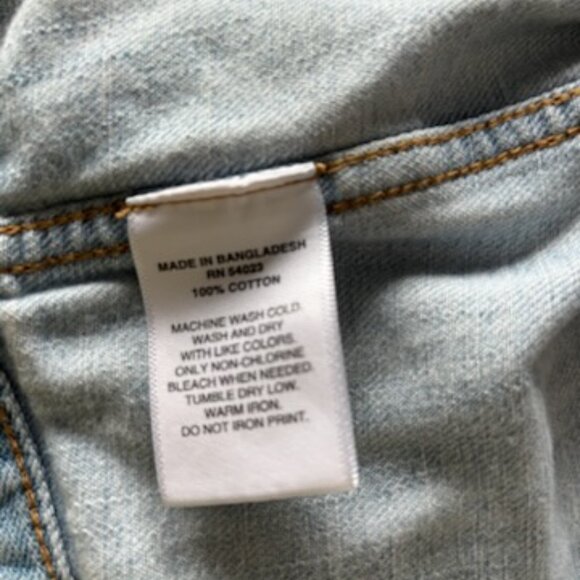 MADE IN BANGLADESH
RN 54023
100% COTTON
MACHINE WASH COLD.
WASH AND DRY
WITH LIKE COLORS.
ONLY NON-CHLORINE
BLEACH WHEN NEEDED.
TUMBLE DRY LOW.
WARM IRON.
DO NOT IRON PRINT.